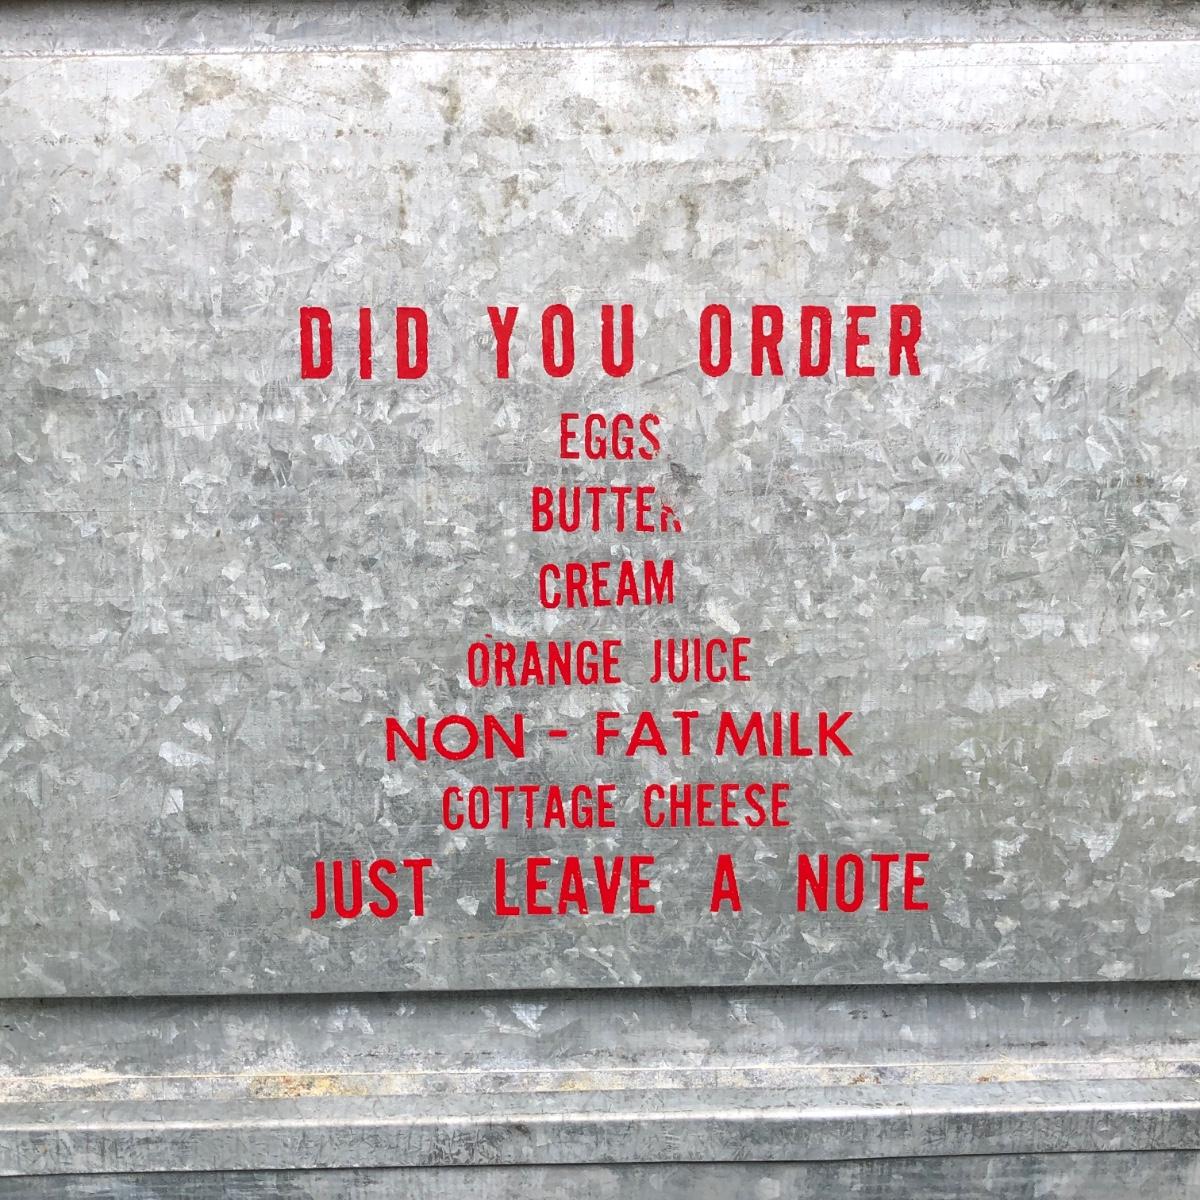 DID YOU ORDER
EGGS
BUTTER
CREAM
ORANGE JUICE
NON - FAT MILK
COTTAGE CHEESE
JUST LEAVE A NOTE